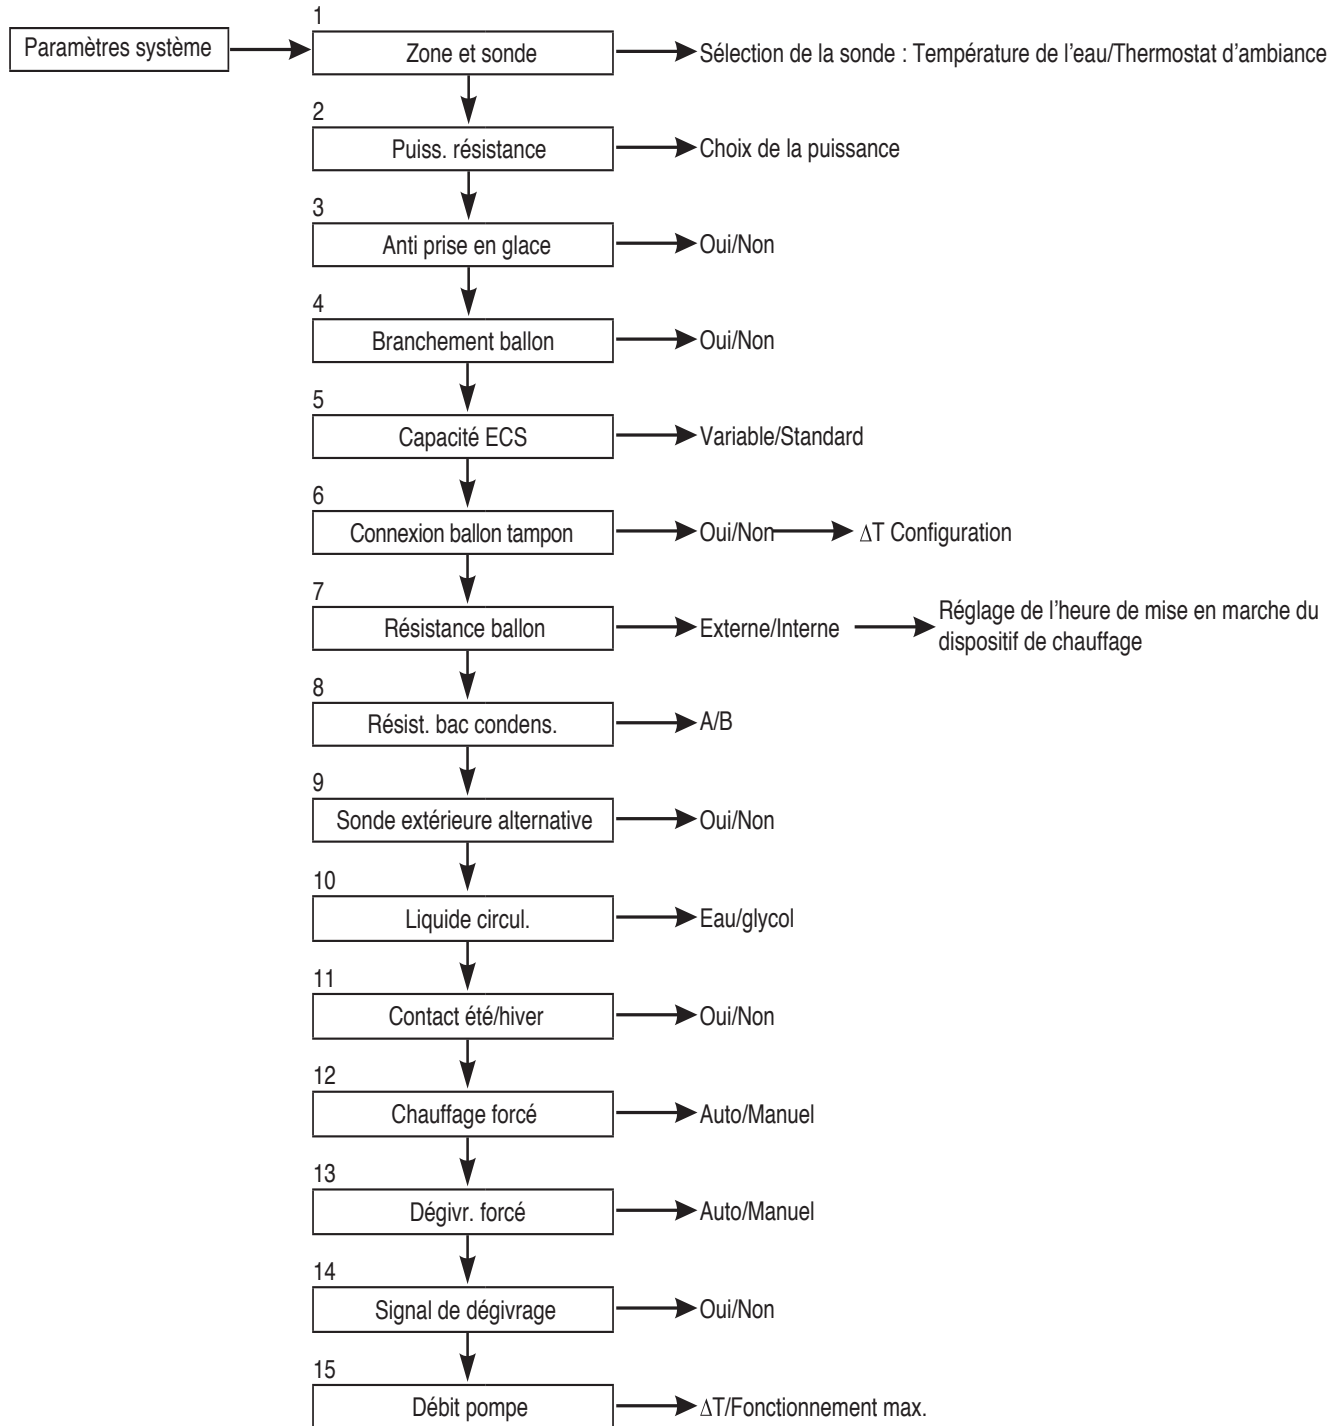 Paramètres système
1
Zone et sonde
Sélection de la sonde : Température de l'eau/Thermostat d'ambiance
2
Puiss. résistance
Choix de la puissance
3
Anti prise en glace
Oui/Non
4
Branchement ballon
Oui/Non
5
Capacité ECS
Variable/Standard
6
Connexion ballon tampon
Oui/Non
ΔT Configuration
7
Résistance ballon
Externe/Interne
Réglage de l'heure de mise en marche du
dispositif de chauffage
8
Résist. bac condens.
A/B
9
Sonde extérieure alternative
Oui/Non
10
Liquide circul.
Eau/glycol
11
Contact été/hiver
Oui/Non
12
Chauffage forcé
Auto/Manuel
13
Dégivr. forcé
Auto/Manuel
14
Signal de dégivrage
Oui/Non
15
Débit pompe
ΔT/Fonctionnement max.